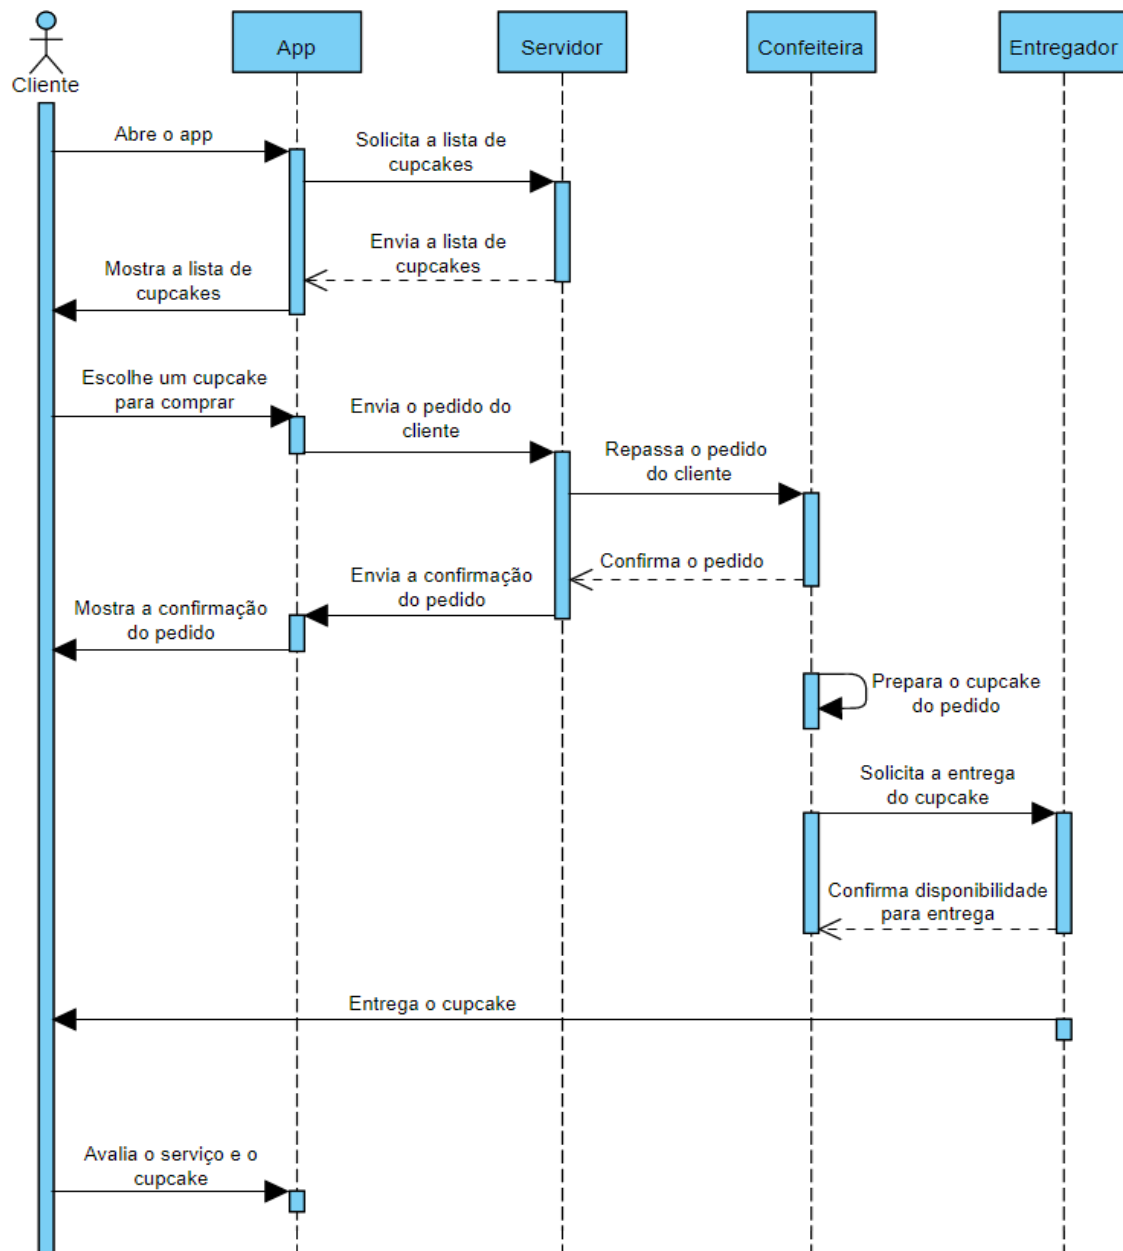 Cliente
App
Servidor
Confeiteira
Entregador
Abre o app
Solicita a lista de
cupcakes
Envia a lista de
cupcakes
Mostra a lista de
cupcakes
Escolhe um cupcake
para comprar
Envia o pedido do
cliente
Repassa o pedido
do cliente
Confirma o pedido
Envia a confirmação
do pedido
Mostra a confirmação
do pedido
Prepara o cupcake
do pedido
Solicita a entrega
do cupcake
Confirma disponibilidade
para entrega
Entrega o cupcake
Avalia o serviço e o
cupcake